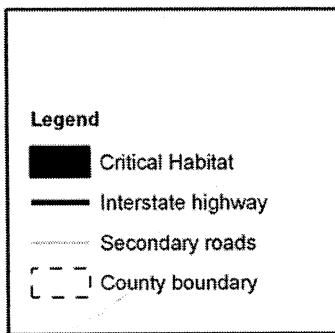 Legend
Critical Habitat
Interstate highway
Secondary roads
County boundary